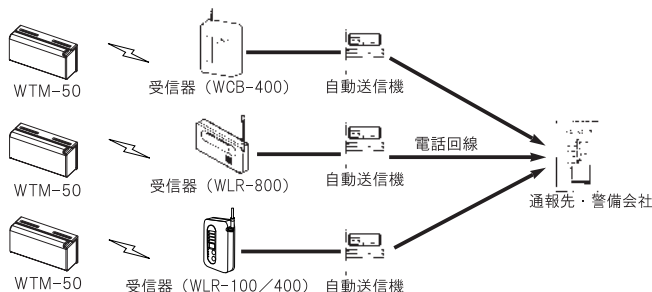 WTM-50
受信器（WCB-400）
自動送信機
WTM-50
受信器（WLR-800）
自動送信機
電話回線
通報先・警備会社
WTM-50
受信器（WLR-100／400）
自動送信機